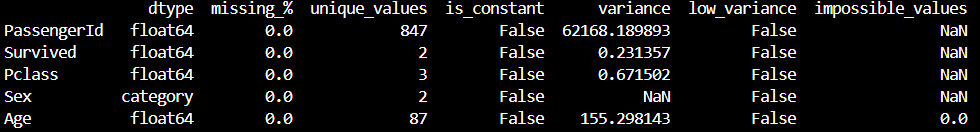 dtype missing_% unique_values is_constant variance low_variance impossible_values
PassengerId float64 0.0 847 False 62168.189893 False NaN
Survived float64 0.0 2 False 0.231357 False NaN
Pclass float64 0.0 3 False 0.671502 False NaN
Sex category 0.0 2 False NaN False NaN
Age float64 0.0 87 False 155.298143 False 0.0